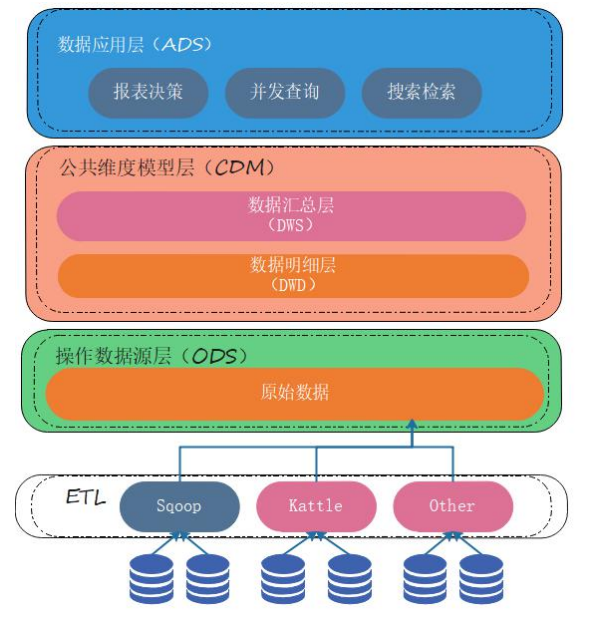 数据应用层（ADS）
报表决策 并发查询 搜索检索
公共维度模型层（CDM）
数据汇总层
（DWS）
数据明细层
（DWD）
操作数据源层（ODS）
原始数据
ETL Sqoop Kattle Other